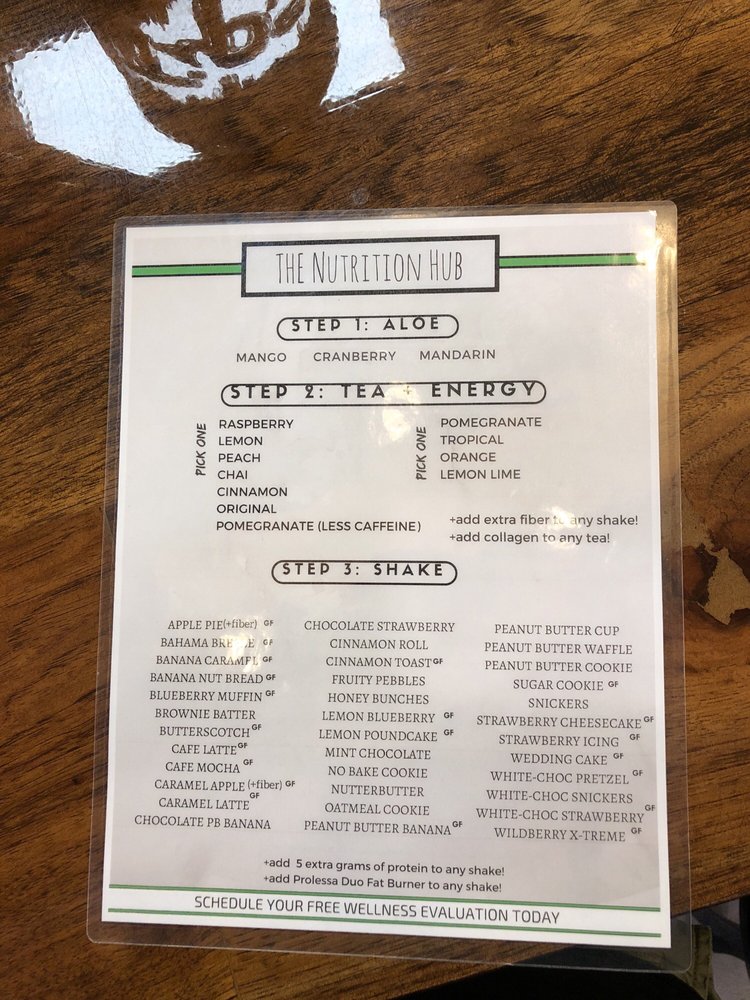 THE NUTRITION HUB
STEP 1: ALOE
MANGO CRANBERRY MANDARIN
STEP 2: TEA + ENERGY
PICK ONE
RASPBERRY
LEMON
PEACH
CHAI
CINNAMON
ORIGINAL
POMEGRANATE (LESS CAFFEINE)
PICK ONE
POMEGRANATE
TROPICAL
ORANGE
LEMON LIME
+add extra fiber to any shake!
+add collagen to any tea!
STEP 3: SHAKE
APPLE PIE(+fiber) GF
BAHAMA BREEZE GF
BANANA CARAMEL GF
BANANA NUT BREAD GF
BLUEBERRY MUFFIN GF
BROWNIE BATTER
BUTTERSCOTCH GF
CAFE LATTE GF
CAFE MOCHA GF
CARAMEL APPLE (+fiber) GF
CARAMEL LATTE GF
CHOCOLATE PB BANANA
CHOCOLATE STRAWBERRY
CINNAMON ROLL
CINNAMON TOAST GF
FRUITY PEBBLES
HONEY BUNCHES
LEMON BLUEBERRY GF
LEMON POUNDCAKE GF
MINT CHOCOLATE
NO BAKE COOKIE
NUTTERBUTTER
OATMEAL COOKIE
PEANUT BUTTER BANANA GF
PEANUT BUTTER CUP
PEANUT BUTTER WAFFLE
PEANUT BUTTER COOKIE
SUGAR COOKIE GF
SNICKERS
STRAWBERRY CHEESECAKE GF
STRAWBERRY ICING GF
WEDDING CAKE GF
WHITE-CHOC PRETZEL GF
WHITE-CHOC SNICKERS
WHITE-CHOC STRAWBERRY GF
WILDBERRY X-TREME GF
+add 5 extra grams of protein to any shake!
+add Prolessa Duo Fat Burner to any shake!
SCHEDULE YOUR FREE WELLNESS EVALUATION TODAY